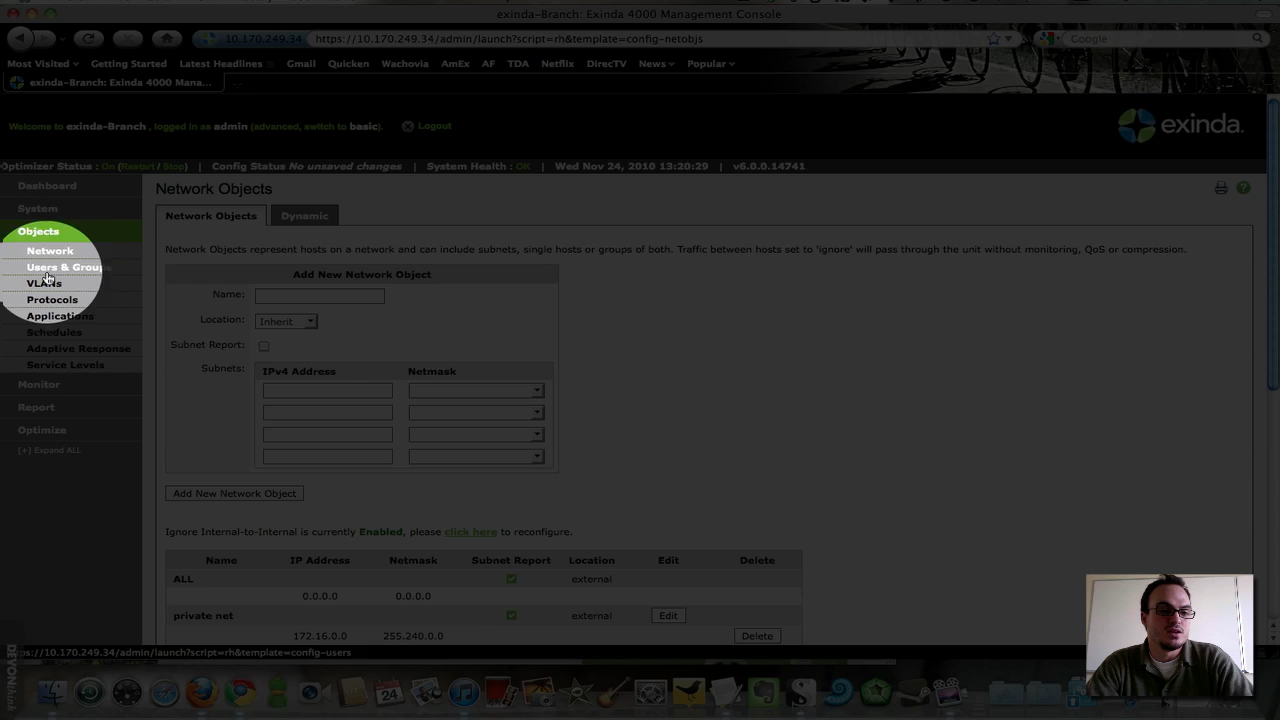 exinda-Branch: Exinda 4000 Management Console
10.170.249.34 https://10.170.249.34/admin/launch?script=rh&template=config-netobjs Google
Most Visited Getting Started Latest Headlines Gmail Quicken Wachovia AmEx AF TDA Netflix DirecTV News Popular
exinda-Branch: Exinda 4000 Mana...
Welcome to exinda-Branch , logged in as admin (advanced, switch to basic). Logout
exinda.
Optimizer Status : On (Restart / Stop) | Config Status No unsaved changes | System Health : OK | Wed Nov 24, 2010 13:20:29 | v6.0.0.14741
Dashboard
System
Objects
Network
Users & Group
VLANs
Protocols
Applications
Schedules
Adaptive Response
Service Levels
Monitor
Report
Optimize
[+] Expand ALL
Network Objects
Network Objects Dynamic
Network Objects represent hosts on a network and can include subnets, single hosts or groups of both. Traffic between hosts set to 'ignore' will pass through the unit without monitoring, QoS or compression.
Add New Network Object
Name:
Location: Inherit
Subnet Report:
Subnets: IPv4 Address Netmask
Add New Network Object
Ignore Internal-to-Internal is currently Enabled, please click here to reconfigure.
Name IP Address Netmask Subnet Report Location Edit Delete
ALL external
0.0.0.0 0.0.0.0
private net external Edit
172.16.0.0 255.240.0.0 Delete
ps://10.170.249.34/admin/launch?script=rh&template=config-users
DEVONthink
24